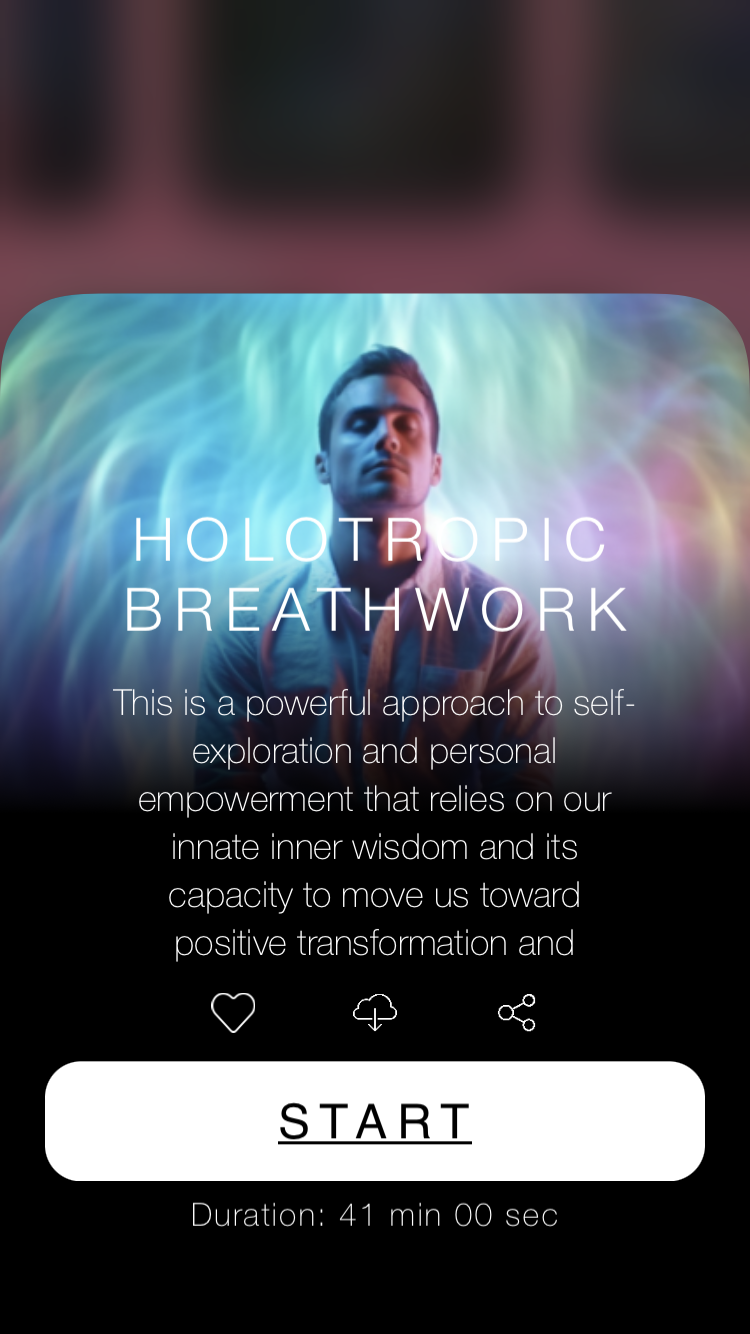 HOLOTROPIC
BREATHWORK
This is a powerful approach to self-
exploration and personal
empowerment that relies on our
innate inner wisdom and its
capacity to move us toward
positive transformation and
START
Duration: 41 min 00 sec